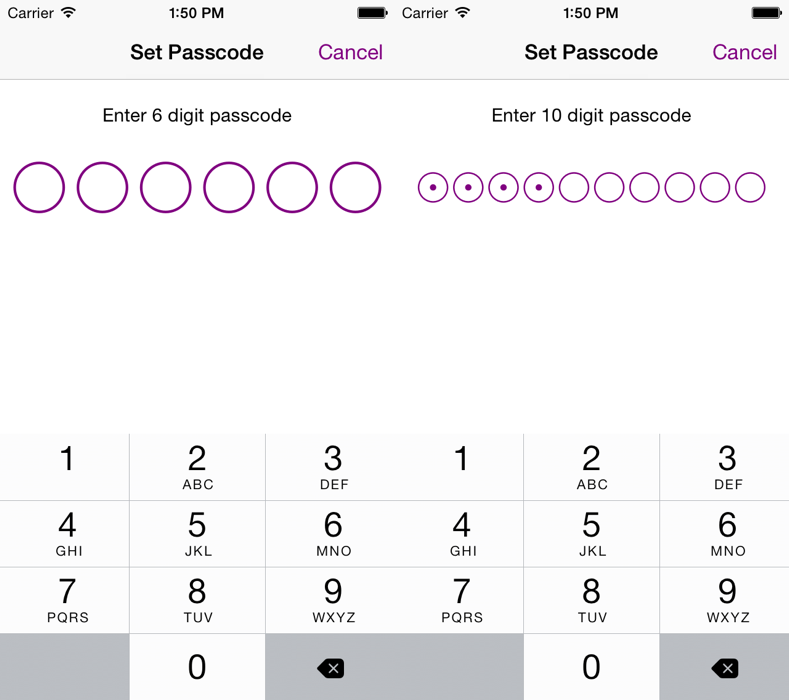 Carrier 1:50 PM
Set Passcode Cancel
Enter 6 digit passcode
1 2 3
ABC DEF
4 5 6
GHI JKL MNO
7 8 9
PQRS TUV WXYZ
0
Carrier 1:50 PM
Set Passcode Cancel
Enter 10 digit passcode
1 2 3
ABC DEF
4 5 6
GHI JKL MNO
7 8 9
PQRS TUV WXYZ
0